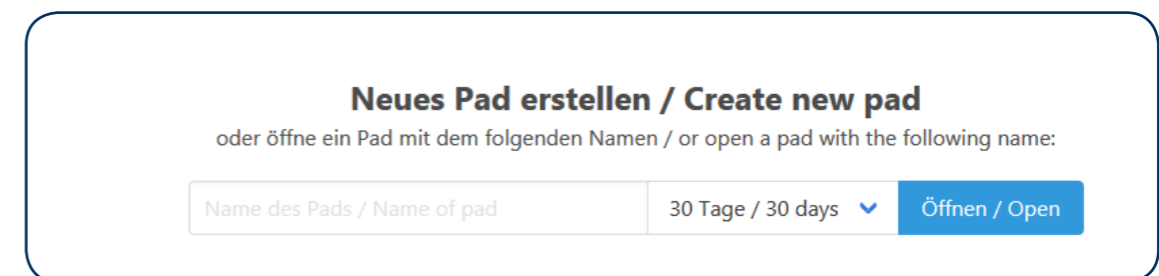 Neues Pad erstellen / Create new pad
oder öffne ein Pad mit dem folgenden Namen / or open a pad with the following name:
Name des Pads / Name of pad
30 Tage / 30 days
Öffnen / Open